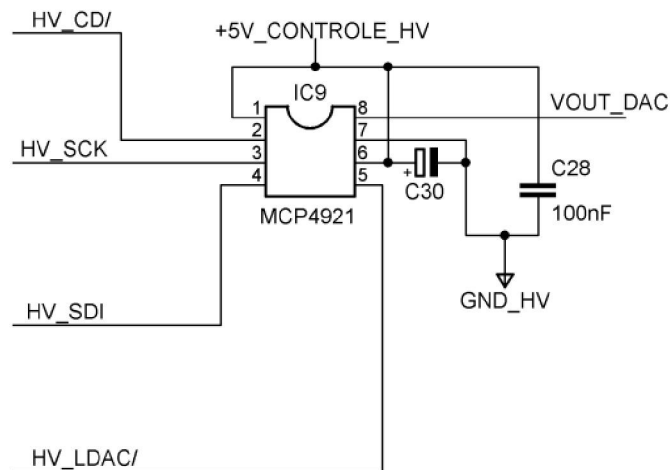 HV_CD/
+5V_CONTROLE_HV
IC9
1 8
VOUT_DAC
2 7
HV_SCK
3 6
4 5
+
C30
C28
100nF
MCP4921
GND_HV
HV_SDI
HV_LDAC/